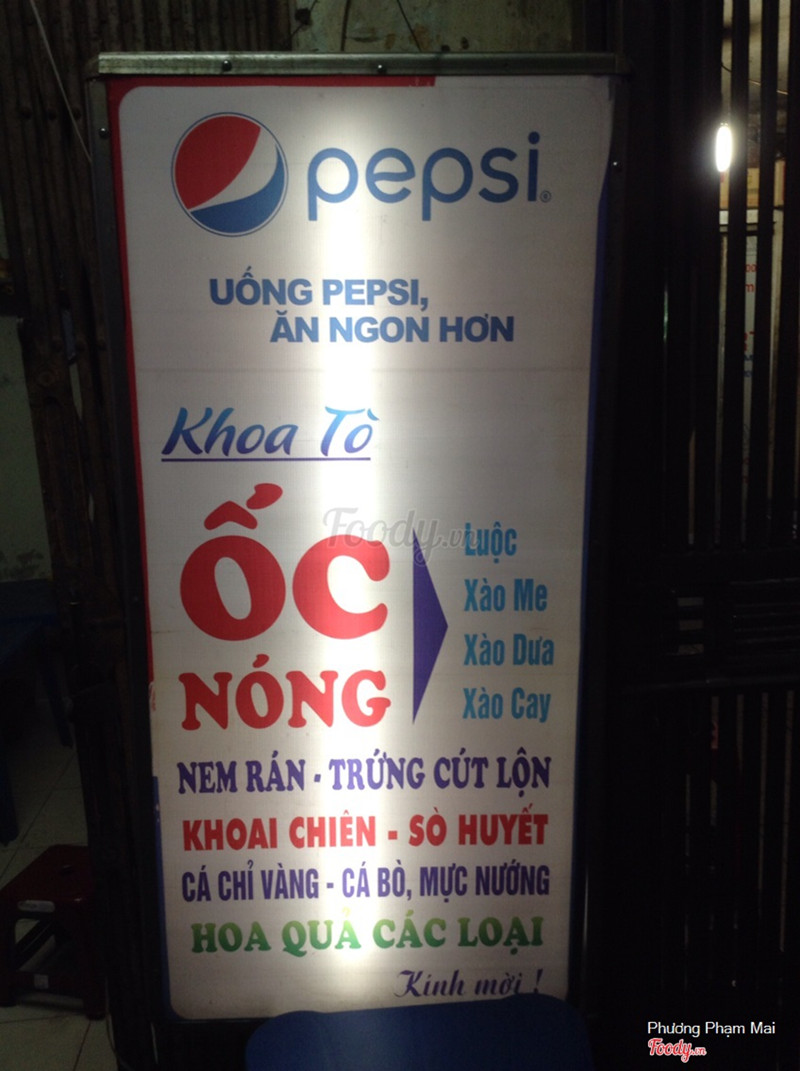 pepsi®
UỐNG PEPSI,
ĂN NGON HƠN
Khoa Tò
ỐC
NÓNG
Luộc
Xào Me
Xào Dưa
Xào Cay
NEM RÁN - TRỨNG CÚT LỘN
KHOAI CHIÊN - SÒ HUYẾT
CÁ CHỈ VÀNG - CÁ BÒ, MỰC NƯỚNG
HOA QUẢ CÁC LOẠI
Kính mời !
Foody.vn
Phương Phạm Mai
Foody.vn